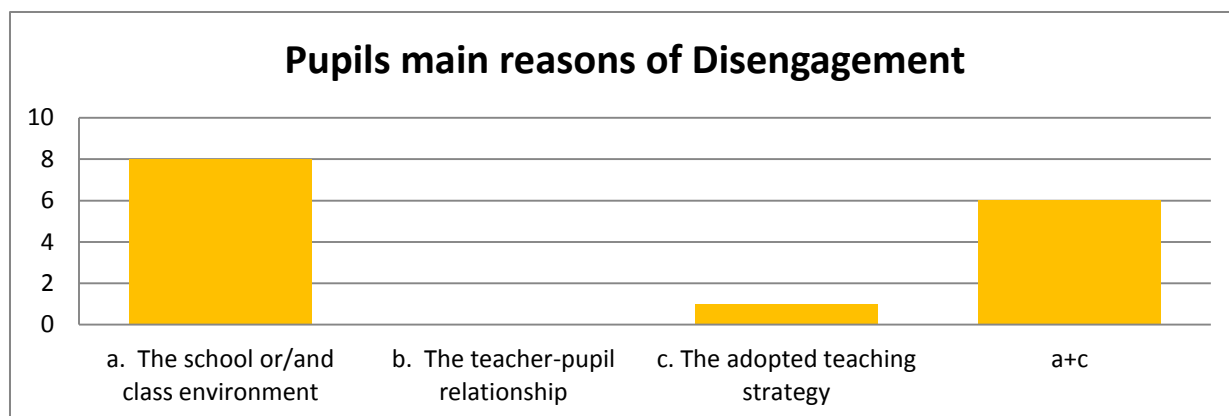 Pupils main reasons of Disengagement
10
8
6
4
2
0
a. The school or/and
class environment
b. The teacher-pupil
relationship
c. The adopted teaching
strategy
a+c